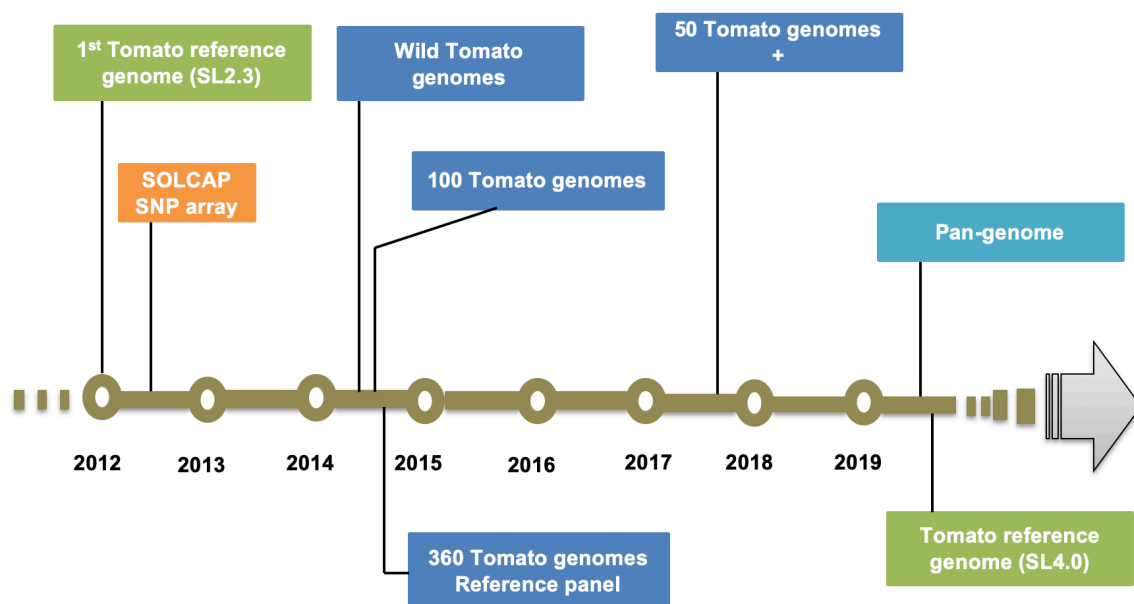 1st Tomato reference
genome (SL2.3)
Wild Tomato
genomes
50 Tomato genomes
+
SOLCAP
SNP array
100 Tomato genomes
Pan-genome
2012
2013
2014
2015
2016
2017
2018
2019
360 Tomato genomes
Reference panel
Tomato reference
genome (SL4.0)